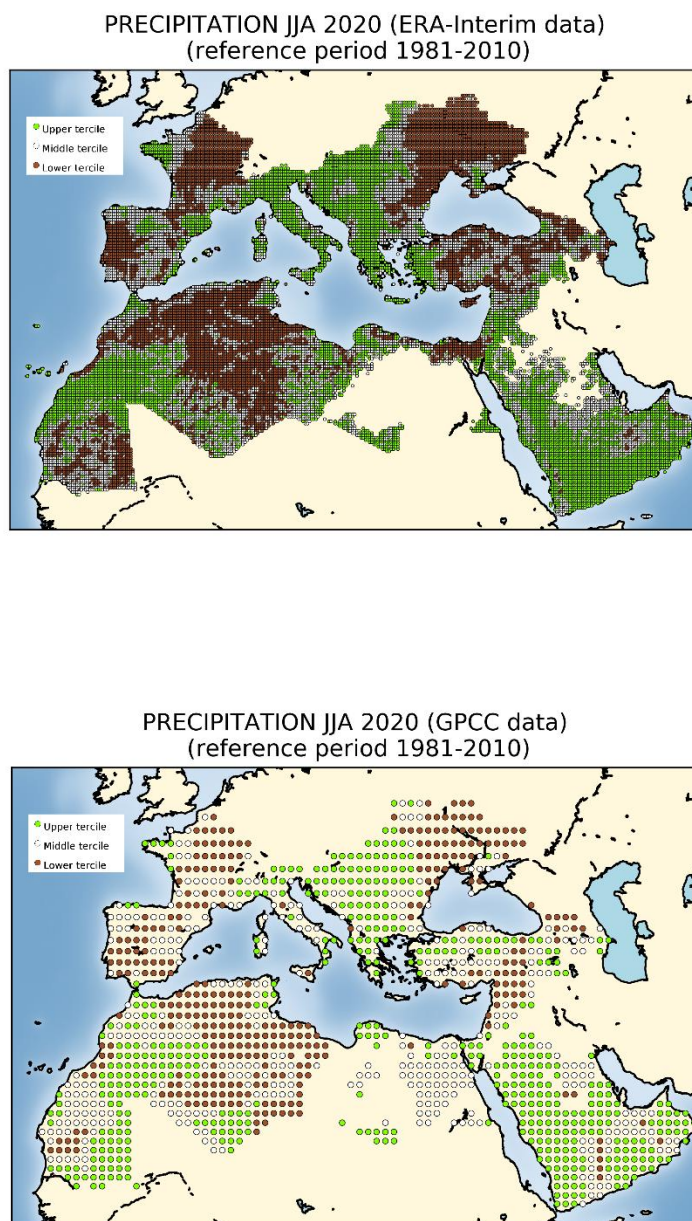 PRECIPITATION JJA 2020 (ERA-Interim data)
(reference period 1981-2010)
Upper tercile
Middle tercile
Lower tercile
PRECIPITATION JJA 2020 (GPCC data)
(reference period 1981-2010)
Upper tercile
Middle tercile
Lower tercile